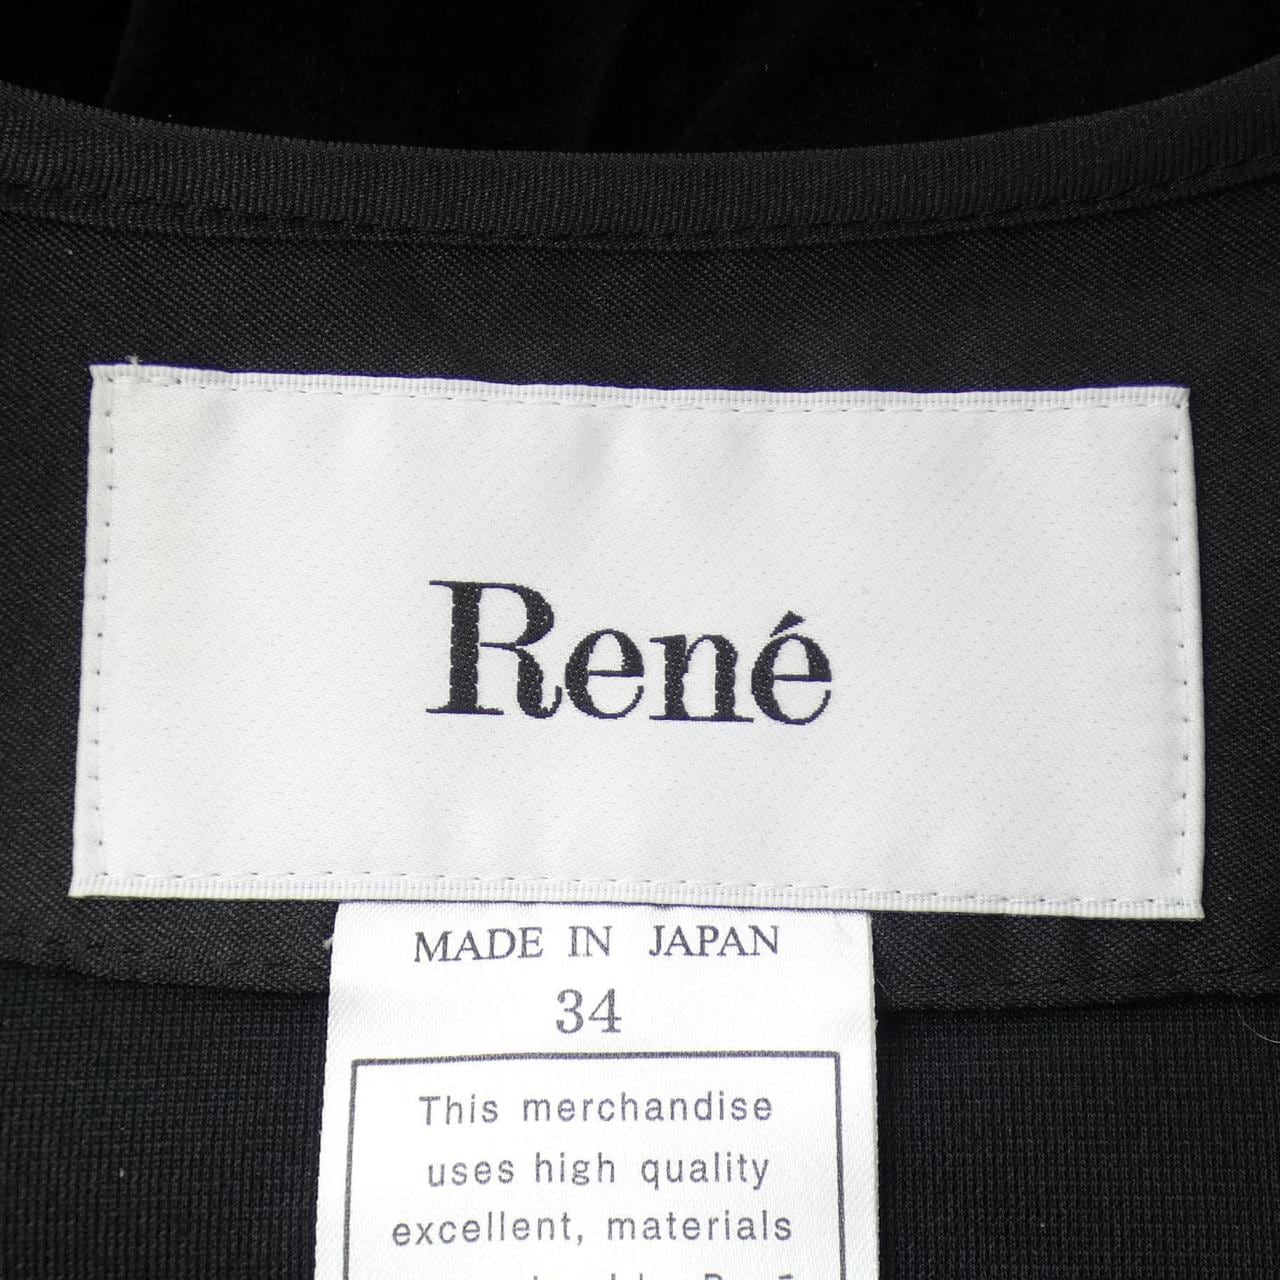 René
MADE IN JAPAN
34
This merchandise
uses high quality
excellent, materials